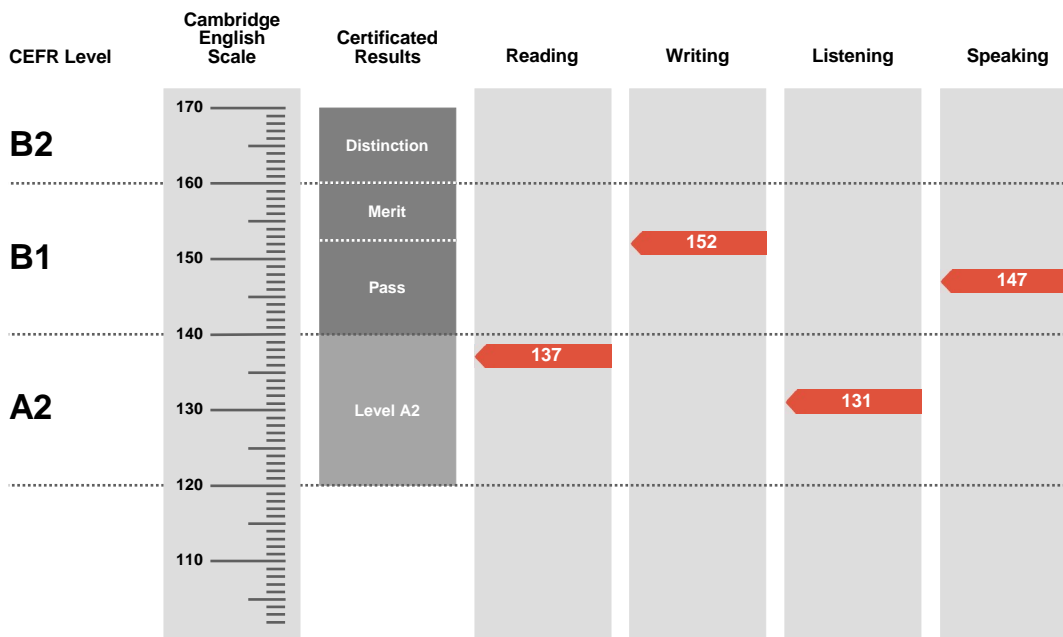 CEFR Level
Cambridge
English
Scale
Certificated
Results
Reading
Writing
Listening
Speaking
170
B2
Distinction
160
Merit
152
B1
150
147
Pass
140
137
A2
130
Level A2
131
120
110